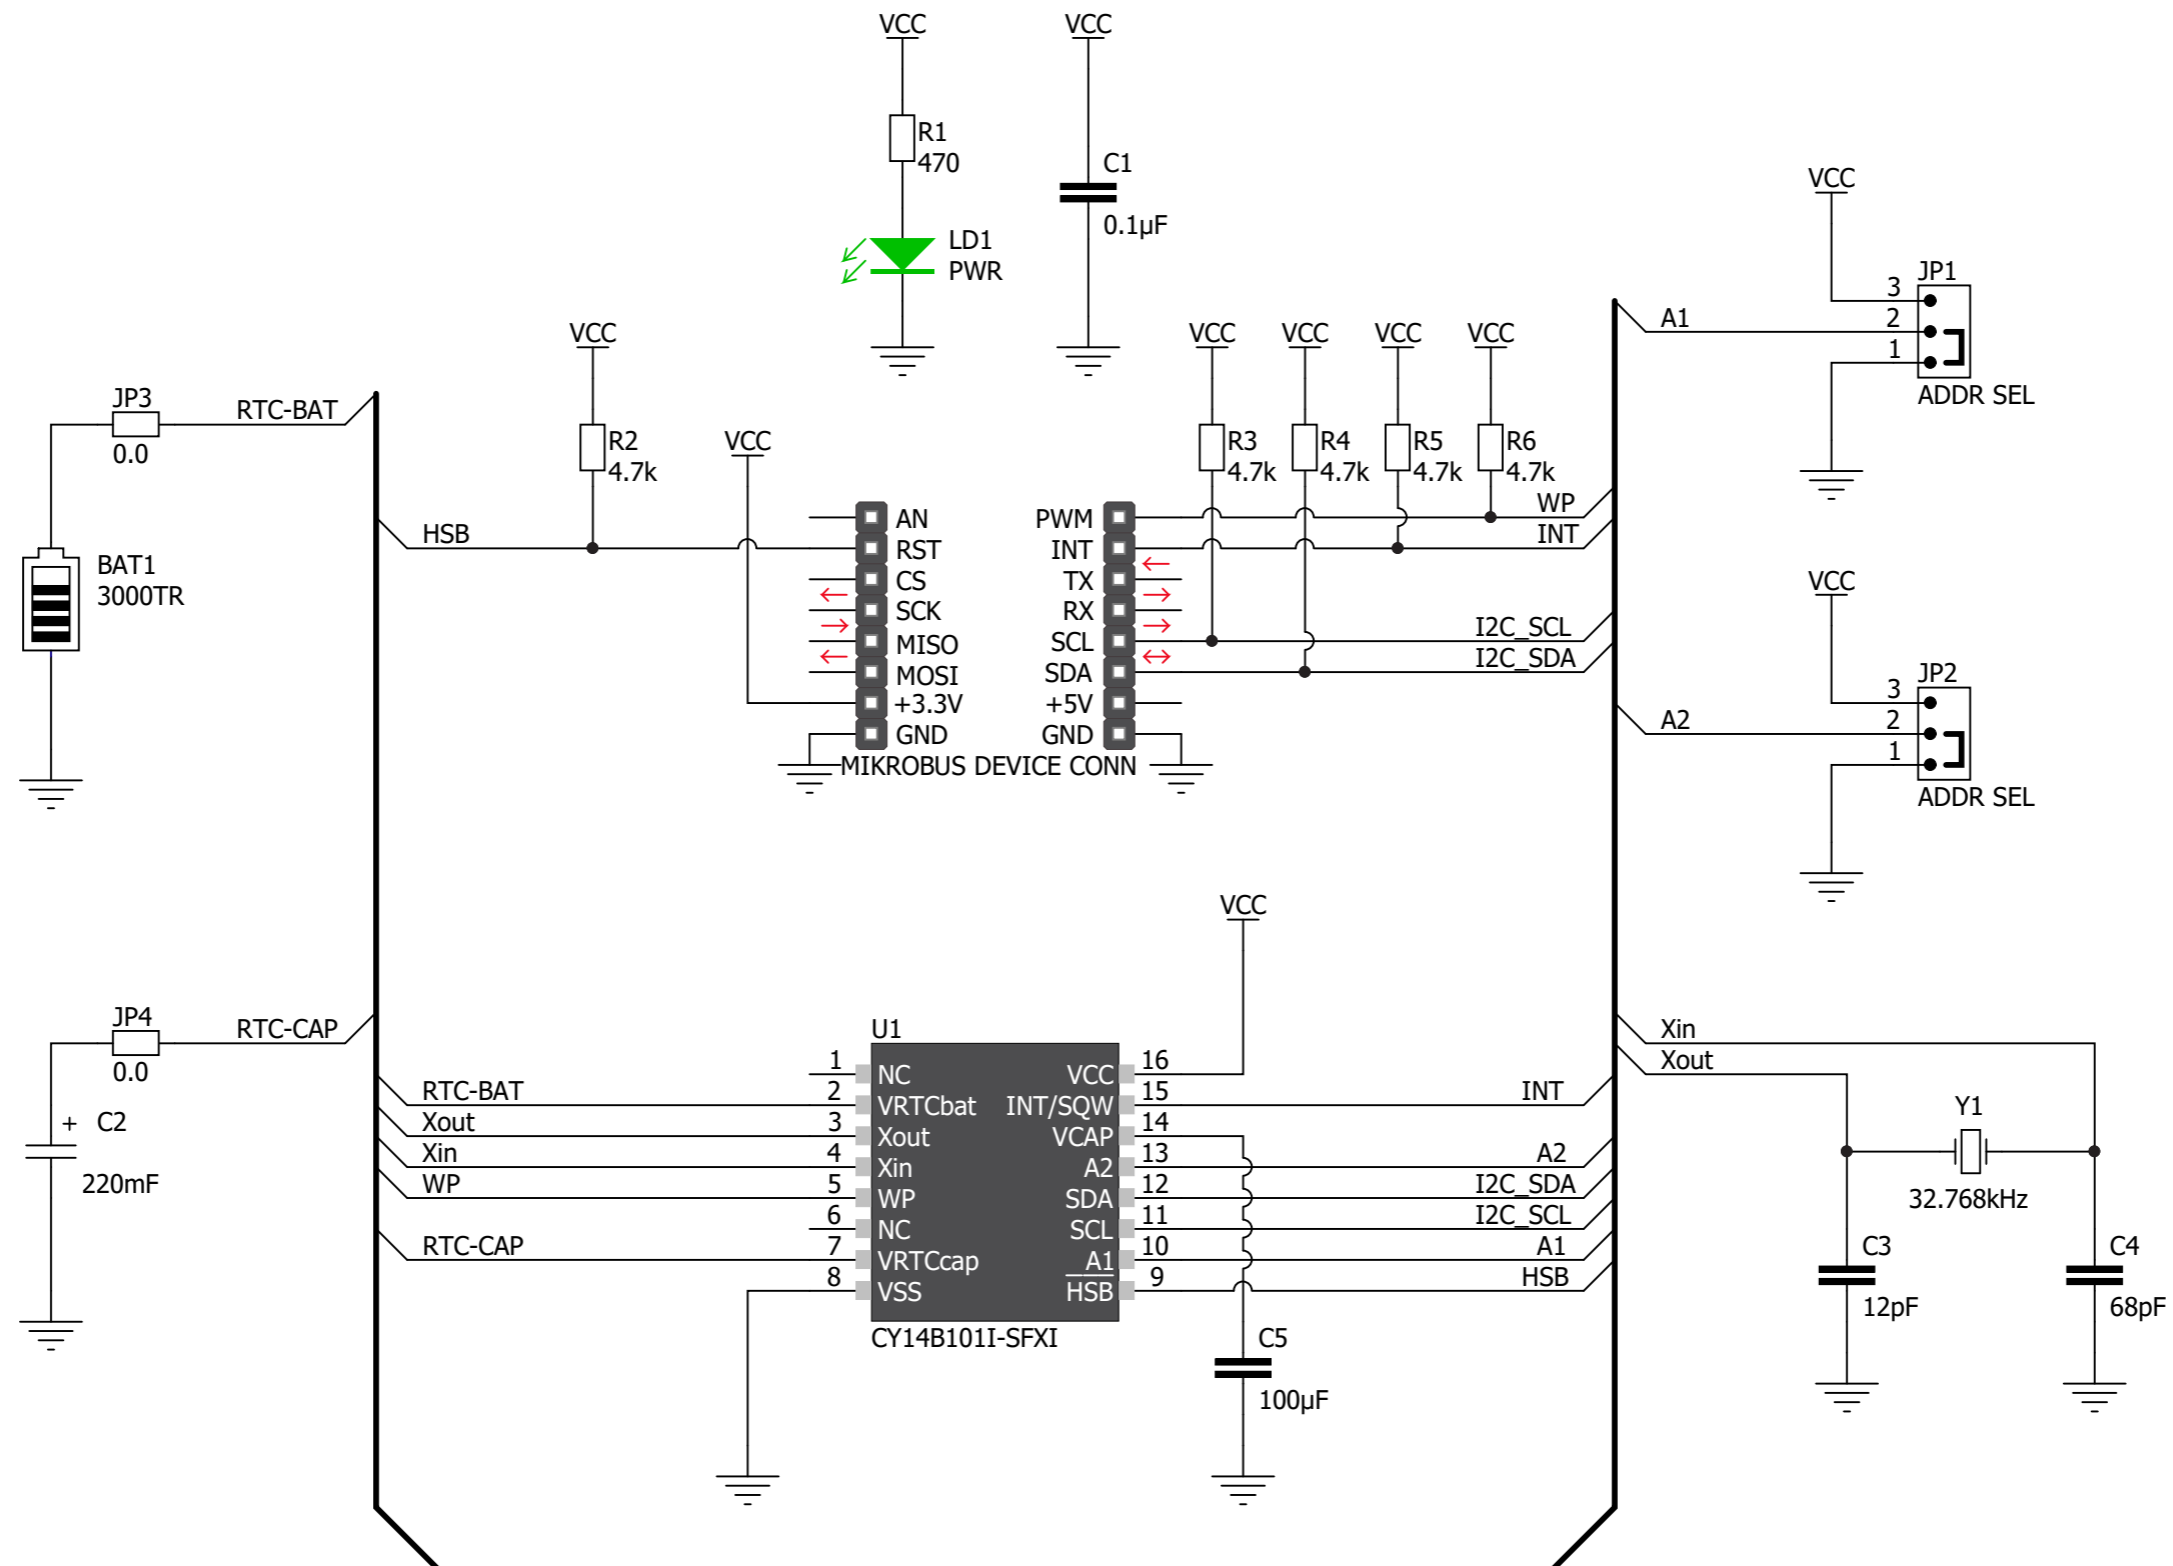 VCC
VCC
R1
470
C1
0.1µF
LD1
PWR
VCC
JP1
3
2
1
A1
ADDR SEL
VCC
VCC
VCC
VCC
VCC
JP3
RTC-BAT
0.0
R2
4.7k
VCC
R3
4.7k
R4
4.7k
R5
4.7k
R6
4.7k
HSB
WP
INT
BAT1
3000TR
AN
RST
CS
SCK
MISO
MOSI
+3.3V
GND
PWM
INT
TX
RX
SCL
SDA
+5V
GND
MIKROBUS DEVICE CONN
I2C_SCL
I2C_SDA
VCC
JP2
3
2
1
A2
ADDR SEL
VCC
JP4
RTC-CAP
0.0
+ C2
220mF
RTC-BAT
Xout
Xin
WP
RTC-CAP
U1
1
2
3
4
5
6
7
8
NC
VRTCbat
Xout
Xin
WP
NC
VRTCcap
VSS
VCC
INT/SQW
VCAP
A2
SDA
SCL
A1
HSB
16
15
14
13
12
11
10
9
CY14B101I-SFXI
INT
A2
I2C_SDA
I2C_SCL
A1
HSB
C5
100µF
Xin
Xout
Y1
32.768kHz
C3
12pF
C4
68pF